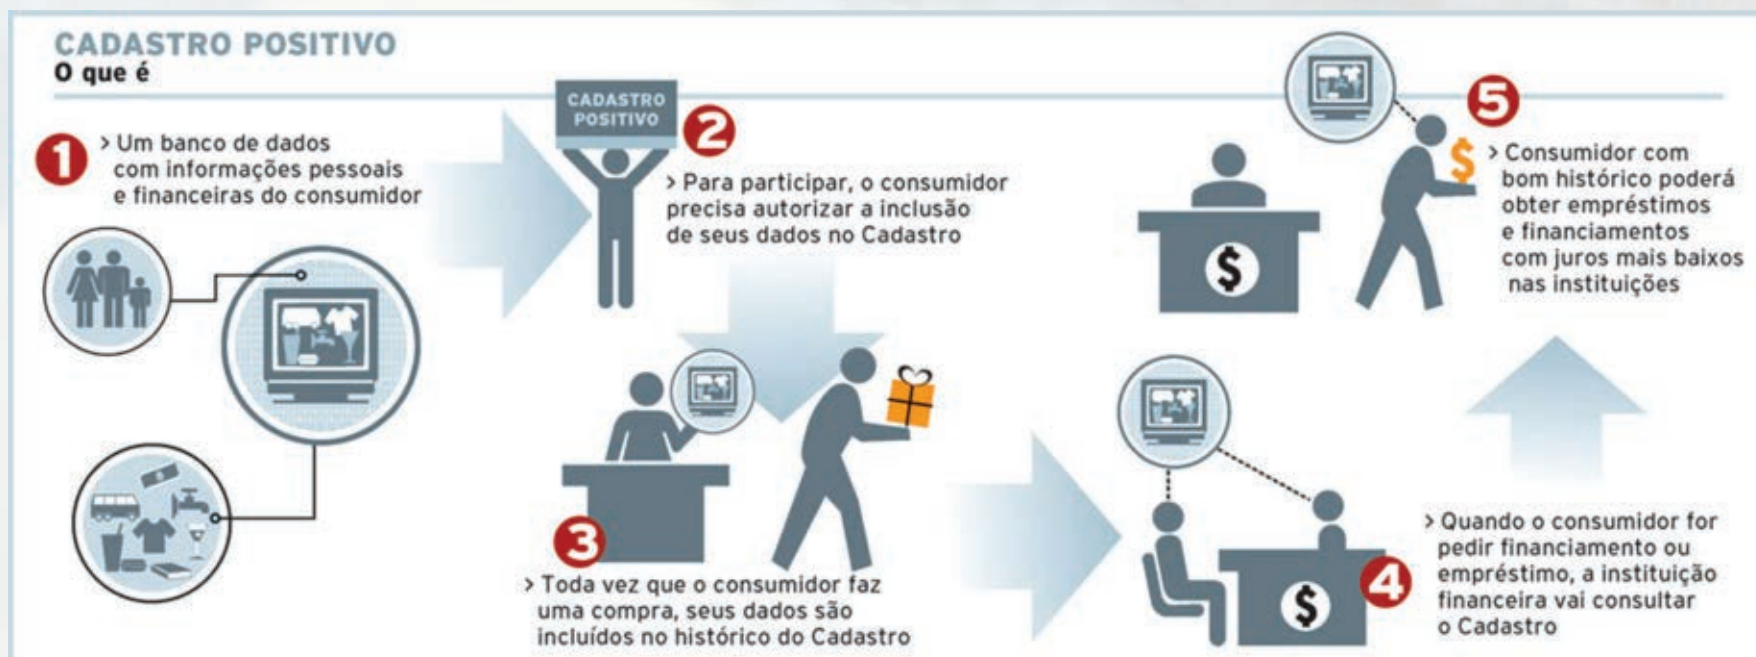 CADASTRO POSITIVO
O que é
1
> Um banco de dados
com informações pessoais
e financeiras do consumidor
CADASTRO
POSITIVO
2
> Para participar, o consumidor
precisa autorizar a inclusão
de seus dados no Cadastro
3
> Toda vez que o consumidor faz
uma compra, seus dados são
incluídos no histórico do Cadastro
$
4
> Quando o consumidor for
pedir financiamento ou
empréstimo, a instituição
financeira vai consultar
o Cadastro
$
$
5
> Consumidor com
bom histórico poderá
obter empréstimos
e financiamentos
com juros mais baixos
nas instituições